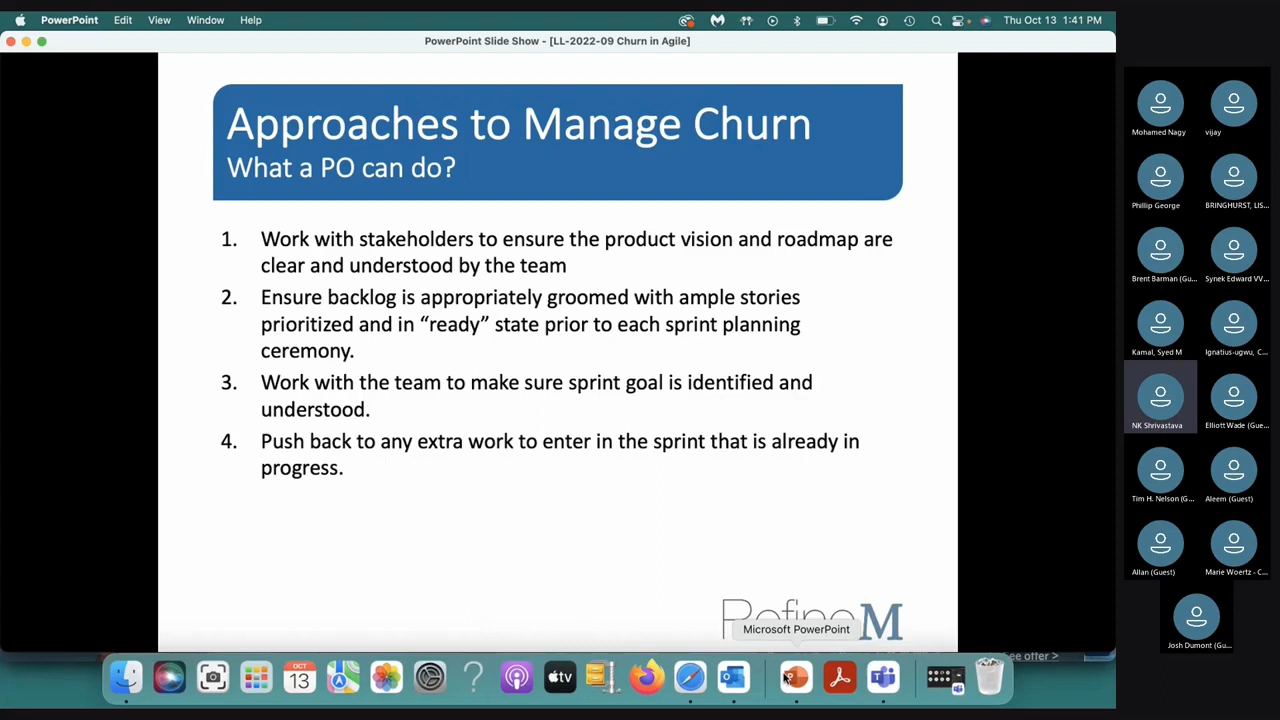 PowerPoint Edit View Window Help Thu Oct 13 1:41 PM
PowerPoint Slide Show - [LL-2022-09 Churn in Agile]
Approaches to Manage Churn
What a PO can do?
1. Work with stakeholders to ensure the product vision and roadmap are
clear and understood by the team
2. Ensure backlog is appropriately groomed with ample stories
prioritized and in “ready” state prior to each sprint planning
ceremony.
3. Work with the team to make sure sprint goal is identified and
understood.
4. Push back to any extra work to enter in the sprint that is already in
progress.
RefineM
Microsoft PowerPoint
See offer >
OCT
13
tv
Mohamed Nagy
vijay
Phillip George
BRINGHURST, LIS...
Brent Barman (Gu...
Synek Edward VV...
Kamal, Syed M
Ignatius-ugwu, C...
NK Shrivastava
Elliott Wade (Gue...
Tim H. Nelson (G...
Aleem (Guest)
Allan (Guest)
Marie Woertz - C...
Josh Dumont (Gu...